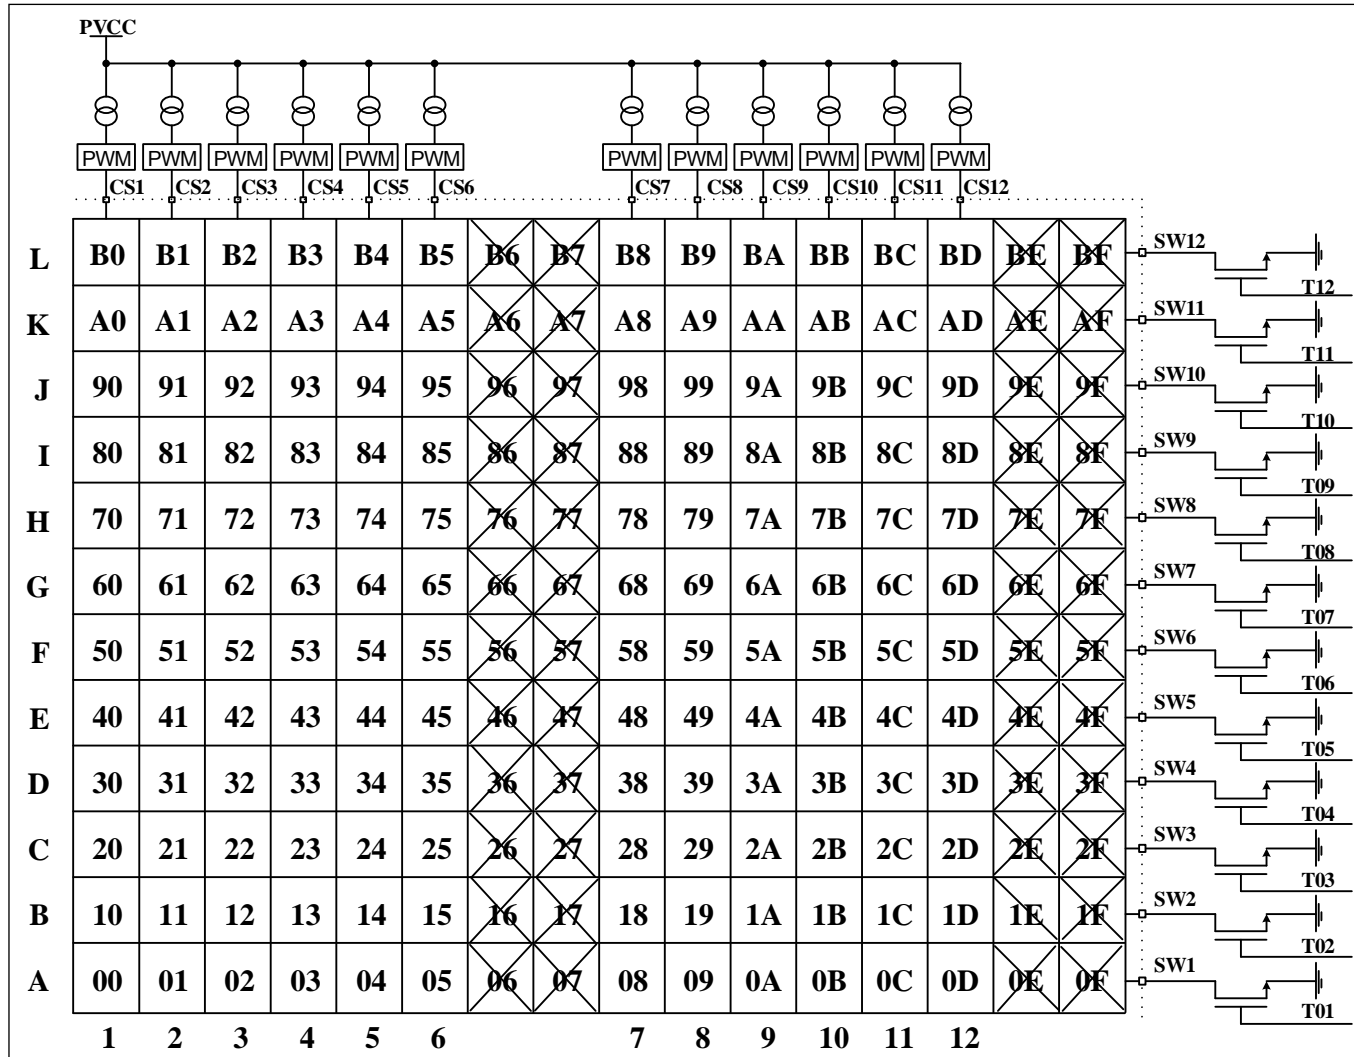 PVCC
PWM PWM PWM PWM PWM PWM PWM PWM PWM PWM PWM PWM
CS1 CS2 CS3 CS4 CS5 CS6 CS7 CS8 CS9 CS10 CS11 CS12
L B0 B1 B2 B3 B4 B5 B6 B7 B8 B9 BA BB BC BD BE BF SW12
T12
K A0 A1 A2 A3 A4 A5 A6 A7 A8 A9 AA AB AC AD AE AF SW11
T11
J 90 91 92 93 94 95 96 97 98 99 9A 9B 9C 9D 9E 9F SW10
T10
I 80 81 82 83 84 85 86 87 88 89 8A 8B 8C 8D 8E 8F SW9
T09
H 70 71 72 73 74 75 76 77 78 79 7A 7B 7C 7D 7E 7F SW8
T08
G 60 61 62 63 64 65 66 67 68 69 6A 6B 6C 6D 6E 6F SW7
T07
F 50 51 52 53 54 55 56 57 58 59 5A 5B 5C 5D 5E 5F SW6
T06
E 40 41 42 43 44 45 46 47 48 49 4A 4B 4C 4D 4E 4F SW5
T05
D 30 31 32 33 34 35 36 37 38 39 3A 3B 3C 3D 3E 3F SW4
T04
C 20 21 22 23 24 25 26 27 28 29 2A 2B 2C 2D 2E 2F SW3
T03
B 10 11 12 13 14 15 16 17 18 19 1A 1B 1C 1D 1E 1F SW2
T02
A 00 01 02 03 04 05 06 07 08 09 0A 0B 0C 0D 0E 0F SW1
T01
1 2 3 4 5 6 7 8 9 10 11 12